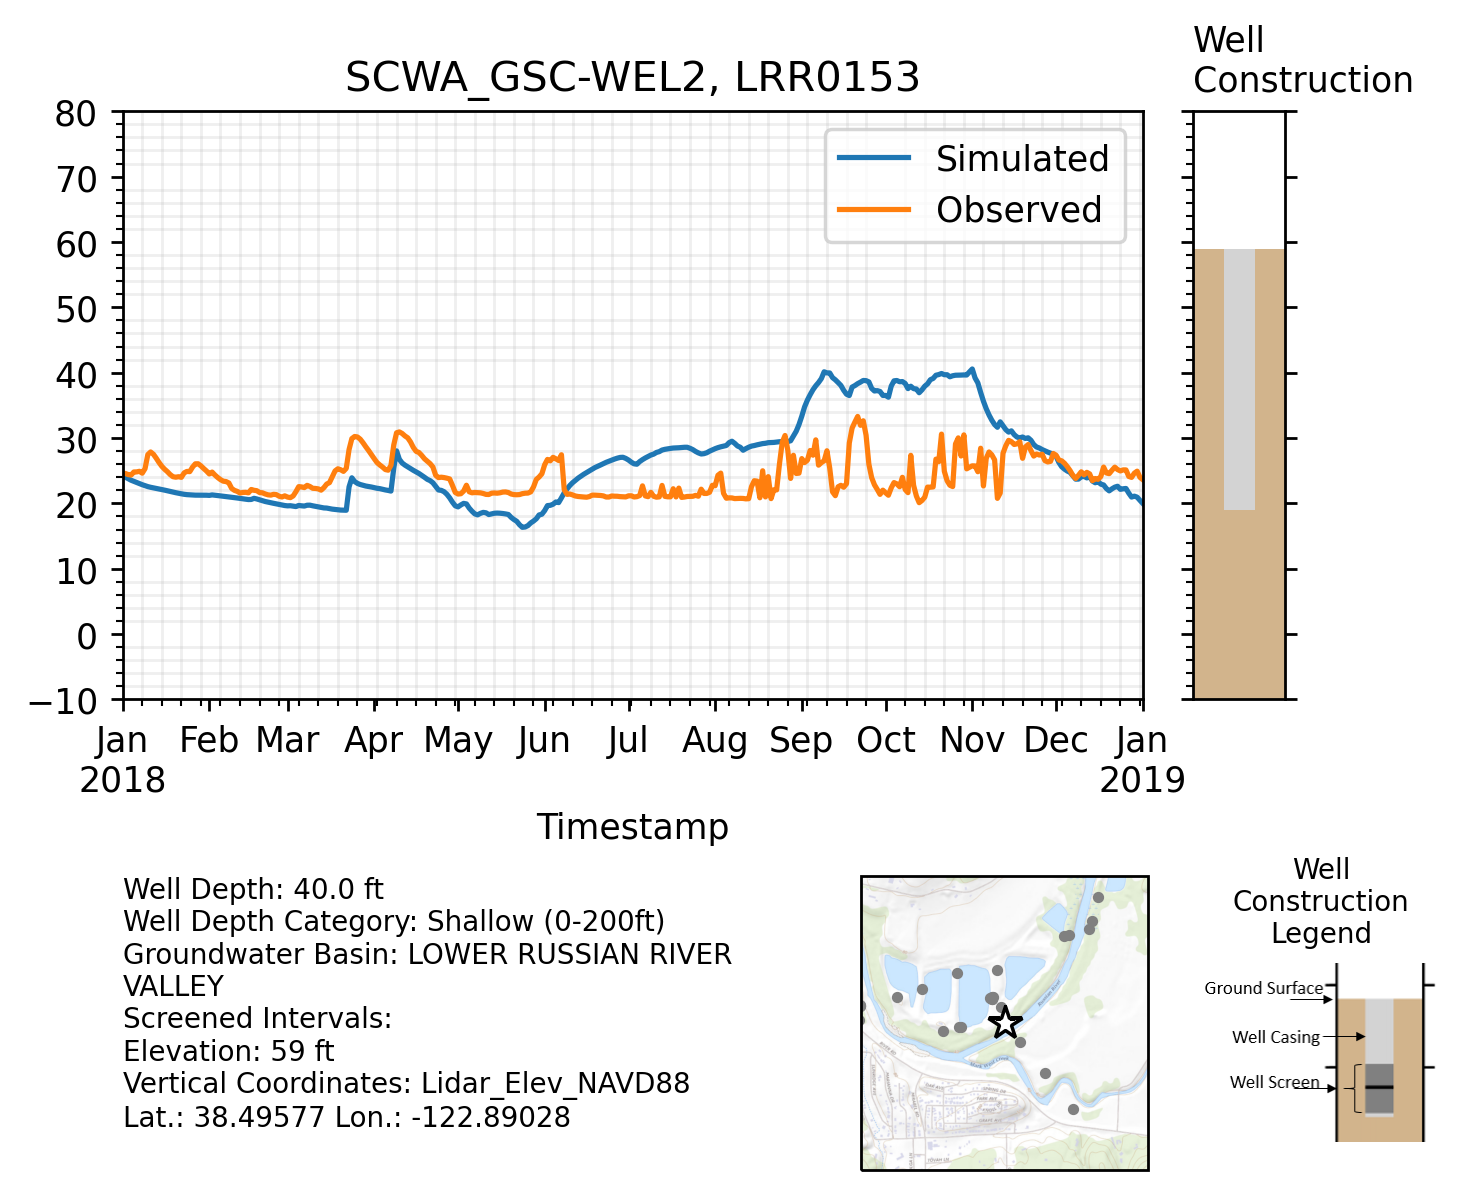 Well
Construction
SCWA_GSC-WEL2, LRR0153
Simulated
Observed
80
70
60
50
40
30
20
10
0
−10
Jan Feb Mar Apr May Jun Jul Aug Sep Oct Nov Dec Jan
2018 2019
Timestamp
Well Depth: 40.0 ft
Well Depth Category: Shallow (0-200ft)
Groundwater Basin: LOWER RUSSIAN RIVER
VALLEY
Screened Intervals:
Elevation: 59 ft
Vertical Coordinates: Lidar_Elev_NAVD88
Lat.: 38.49577 Lon.: -122.89028
Well
Construction
Legend
Ground Surface
Well Casing
Well Screen